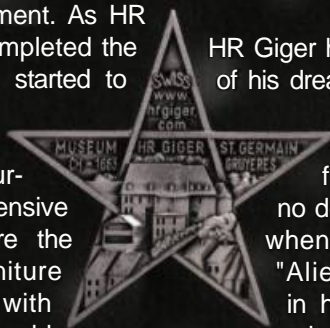 ment. As HR
completed the
started to
ur-
ensive
re the
niture
with
HR Giger h
of his drea
f
no d
when
"Alie
in h
SWISS
www.
hrgiger.
com
MUSEUM HR GIGER ST. GERMAIN
CH-1663 GRUYERES